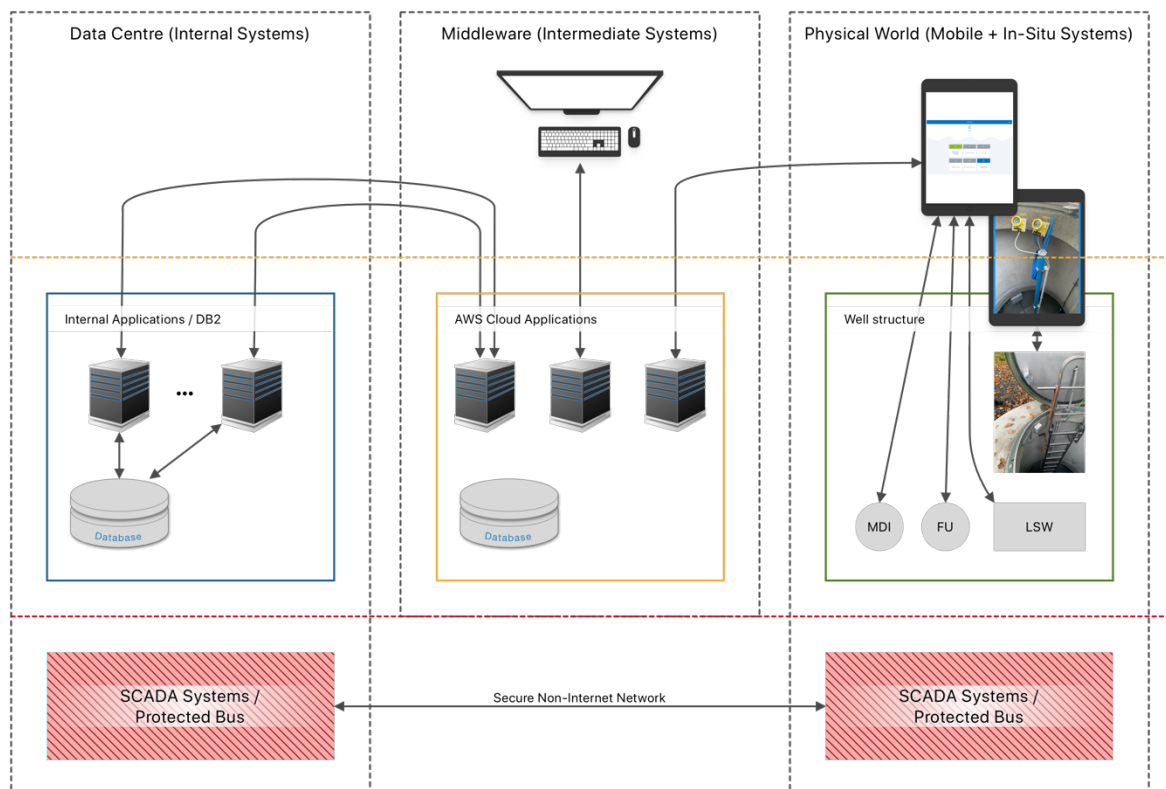 Data Centre (Internal Systems)
Middleware (Intermediate Systems)
Physical World (Mobile + In-Situ Systems)
Internal Applications / DB2
AWS Cloud Applications
Well structure
...
Database
Database
MDI
FU
LSW
SCADA Systems /
Protected Bus
Secure Non-Internet Network
SCADA Systems /
Protected Bus